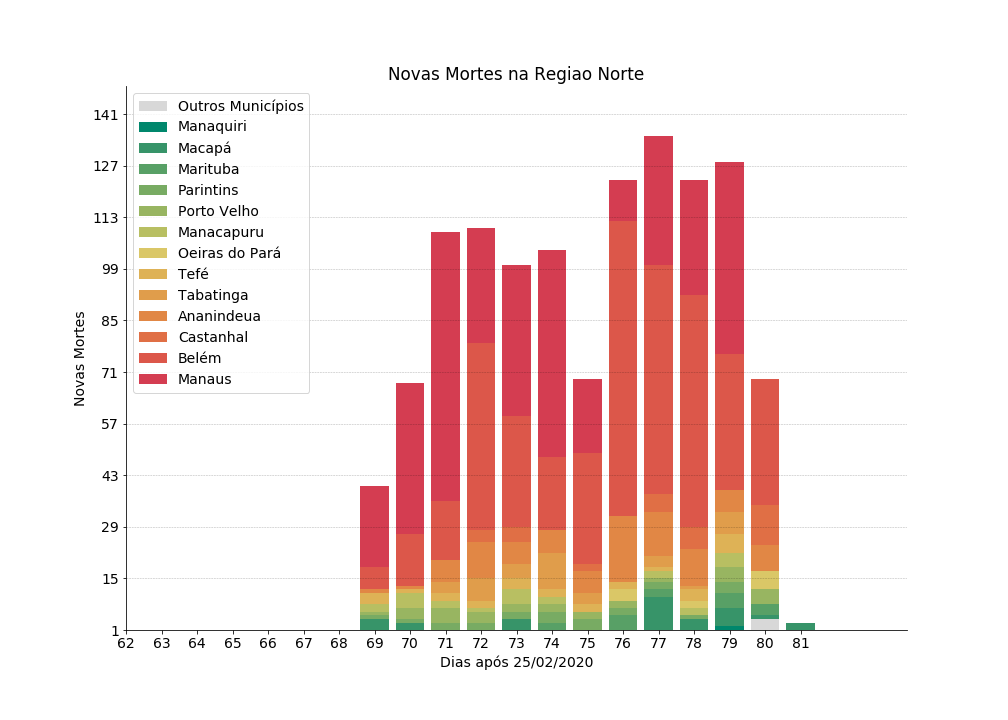 Novas Mortes na Regiao Norte
Outros Municípios
Manaquiri
Macapá
Marituba
Parintins
Porto Velho
Manacapuru
Oeiras do Pará
Tefé
Tabatinga
Ananindeua
Castanhal
Belém
Manaus
141
127
113
99
85
71
57
43
29
15
1
Novas Mortes
62 63 64 65 66 67 68 69 70 71 72 73 74 75 76 77 78 79 80 81
Dias após 25/02/2020